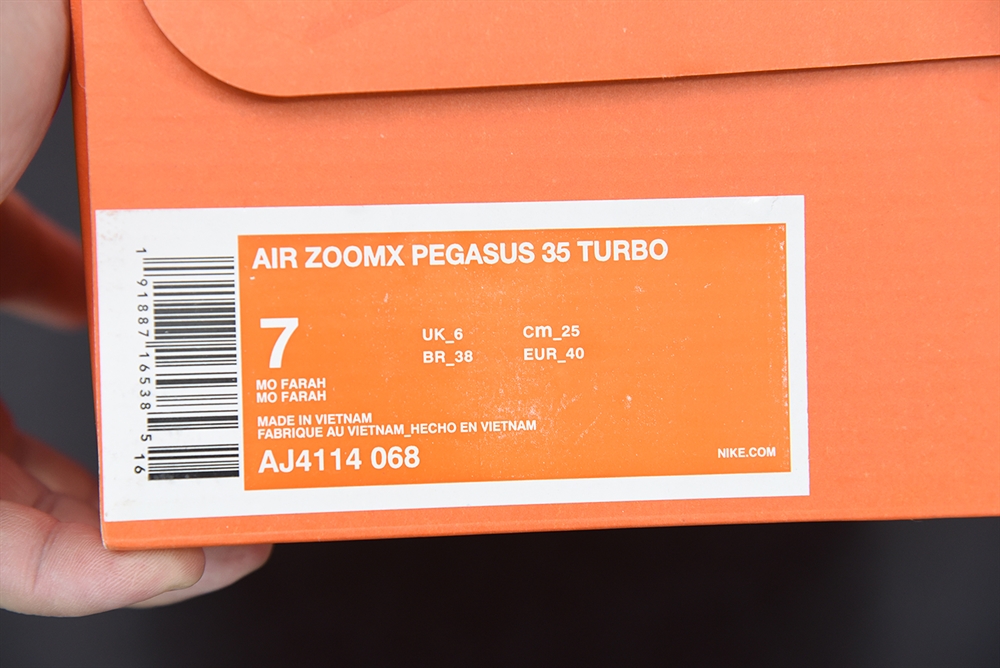 AIR ZOOMX PEGASUS 35 TURBO
7
UK_6 Cm_25
BR_38 EUR_40
MO FARAH
MO FARAH
MADE IN VIETNAM
FABRIQUE AU VIETNAM_HECHO EN VIETNAM
AJ4114 068
NIKE.COM
1 91887 16538 5 16